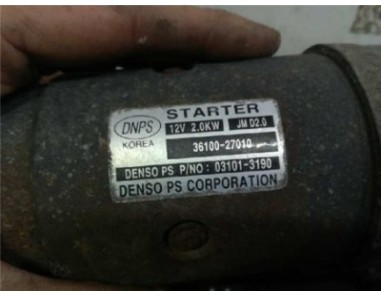 STARTER
DNPS 12V 2.0KW JM D2.0
KOREA 36100-27010
DENSO PS P/NO : 03101-3190
DENSO PS CORPORATION